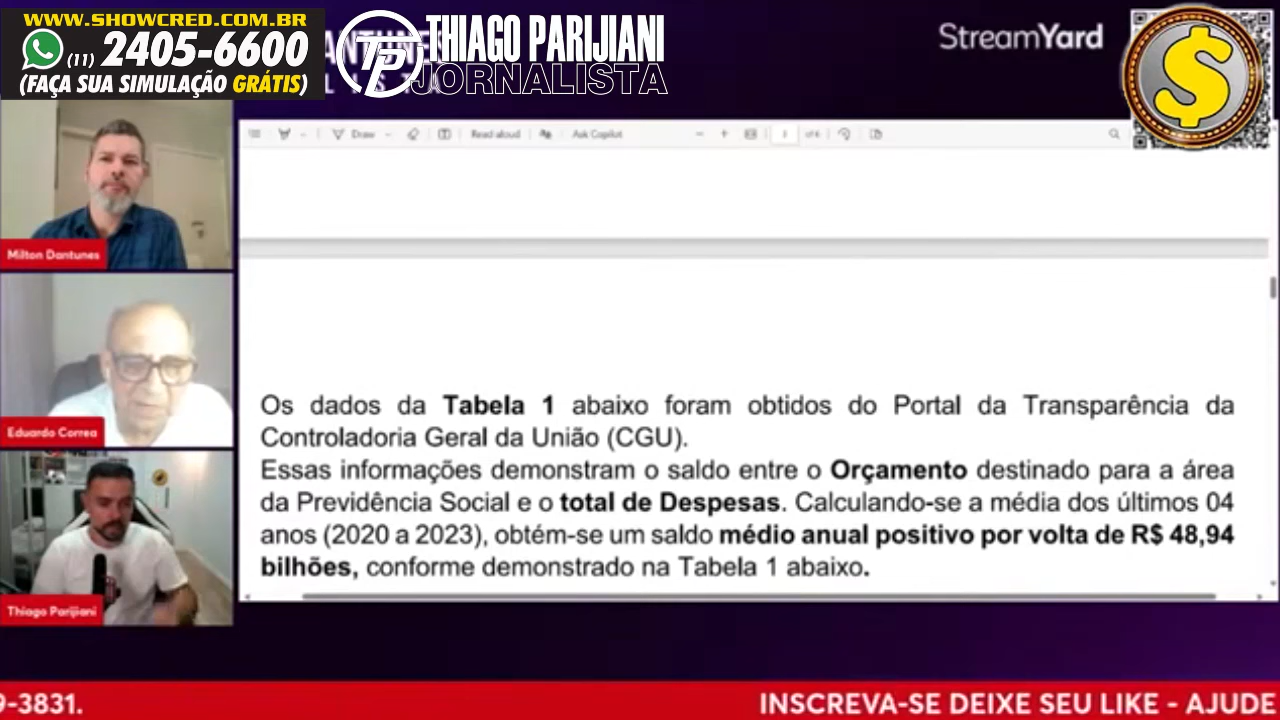 WWW.SHOWCRED.COM.BR
(11) 2405-6600
(FAÇA SUA SIMULAÇÃO GRÁTIS)
TP
THIAGO PARIJIANI
JORNALISTA
StreamYard
$
Draw
Read aloud
Ask Copilot
Milton Dantunes
Eduardo Correa
Thiago Parijiani
Os dados da Tabela 1 abaixo foram obtidos do Portal da Transparência da
Controladoria Geral da União (CGU).
Essas informações demonstram o saldo entre o Orçamento destinado para a área
da Previdência Social e o total de Despesas. Calculando-se a média dos últimos 04
anos (2020 a 2023), obtém-se um saldo médio anual positivo por volta de R$ 48,94
bilhões, conforme demonstrado na Tabela 1 abaixo.
9-3831.
INSCREVA-SE DEIXE SEU LIKE - AJUDE